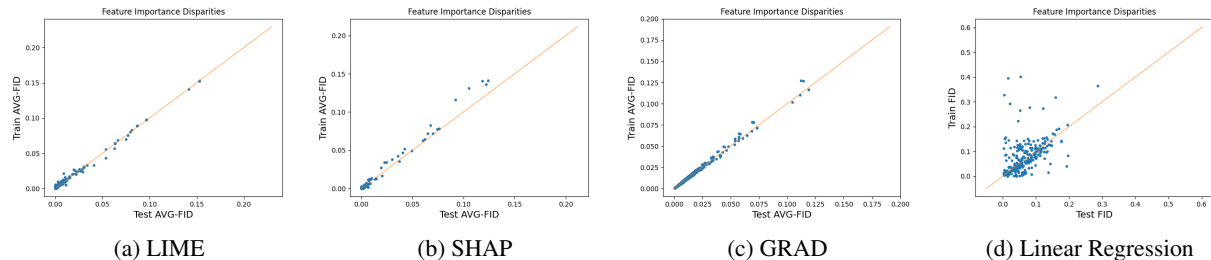 Feature Importance Disparities
Train AVG-FID
0.20
0.15
0.10
0.05
0.00
0.00 0.05 0.10 0.15 0.20
Test AVG-FID
(a) LIME
Feature Importance Disparities
Train AVG-FID
0.20
0.15
0.10
0.05
0.00
0.00 0.05 0.10 0.15 0.20
Test AVG-FID
(b) SHAP
Feature Importance Disparities
Train AVG-FID
0.200
0.175
0.150
0.125
0.100
0.075
0.050
0.025
0.000
0.000 0.025 0.050 0.075 0.100 0.125 0.150 0.175 0.200
Test AVG-FID
(c) GRAD
Feature Importance Disparities
Train FID
0.6
0.5
0.4
0.3
0.2
0.1
0.0
0.0 0.1 0.2 0.3 0.4 0.5 0.6
Test FID
(d) Linear Regression